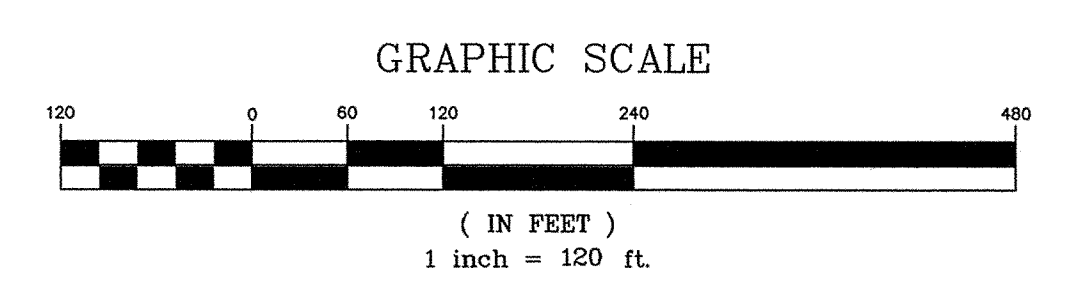 GRAPHIC SCALE
120 0 60 120 240 480
( IN FEET )
1 inch = 120 ft.